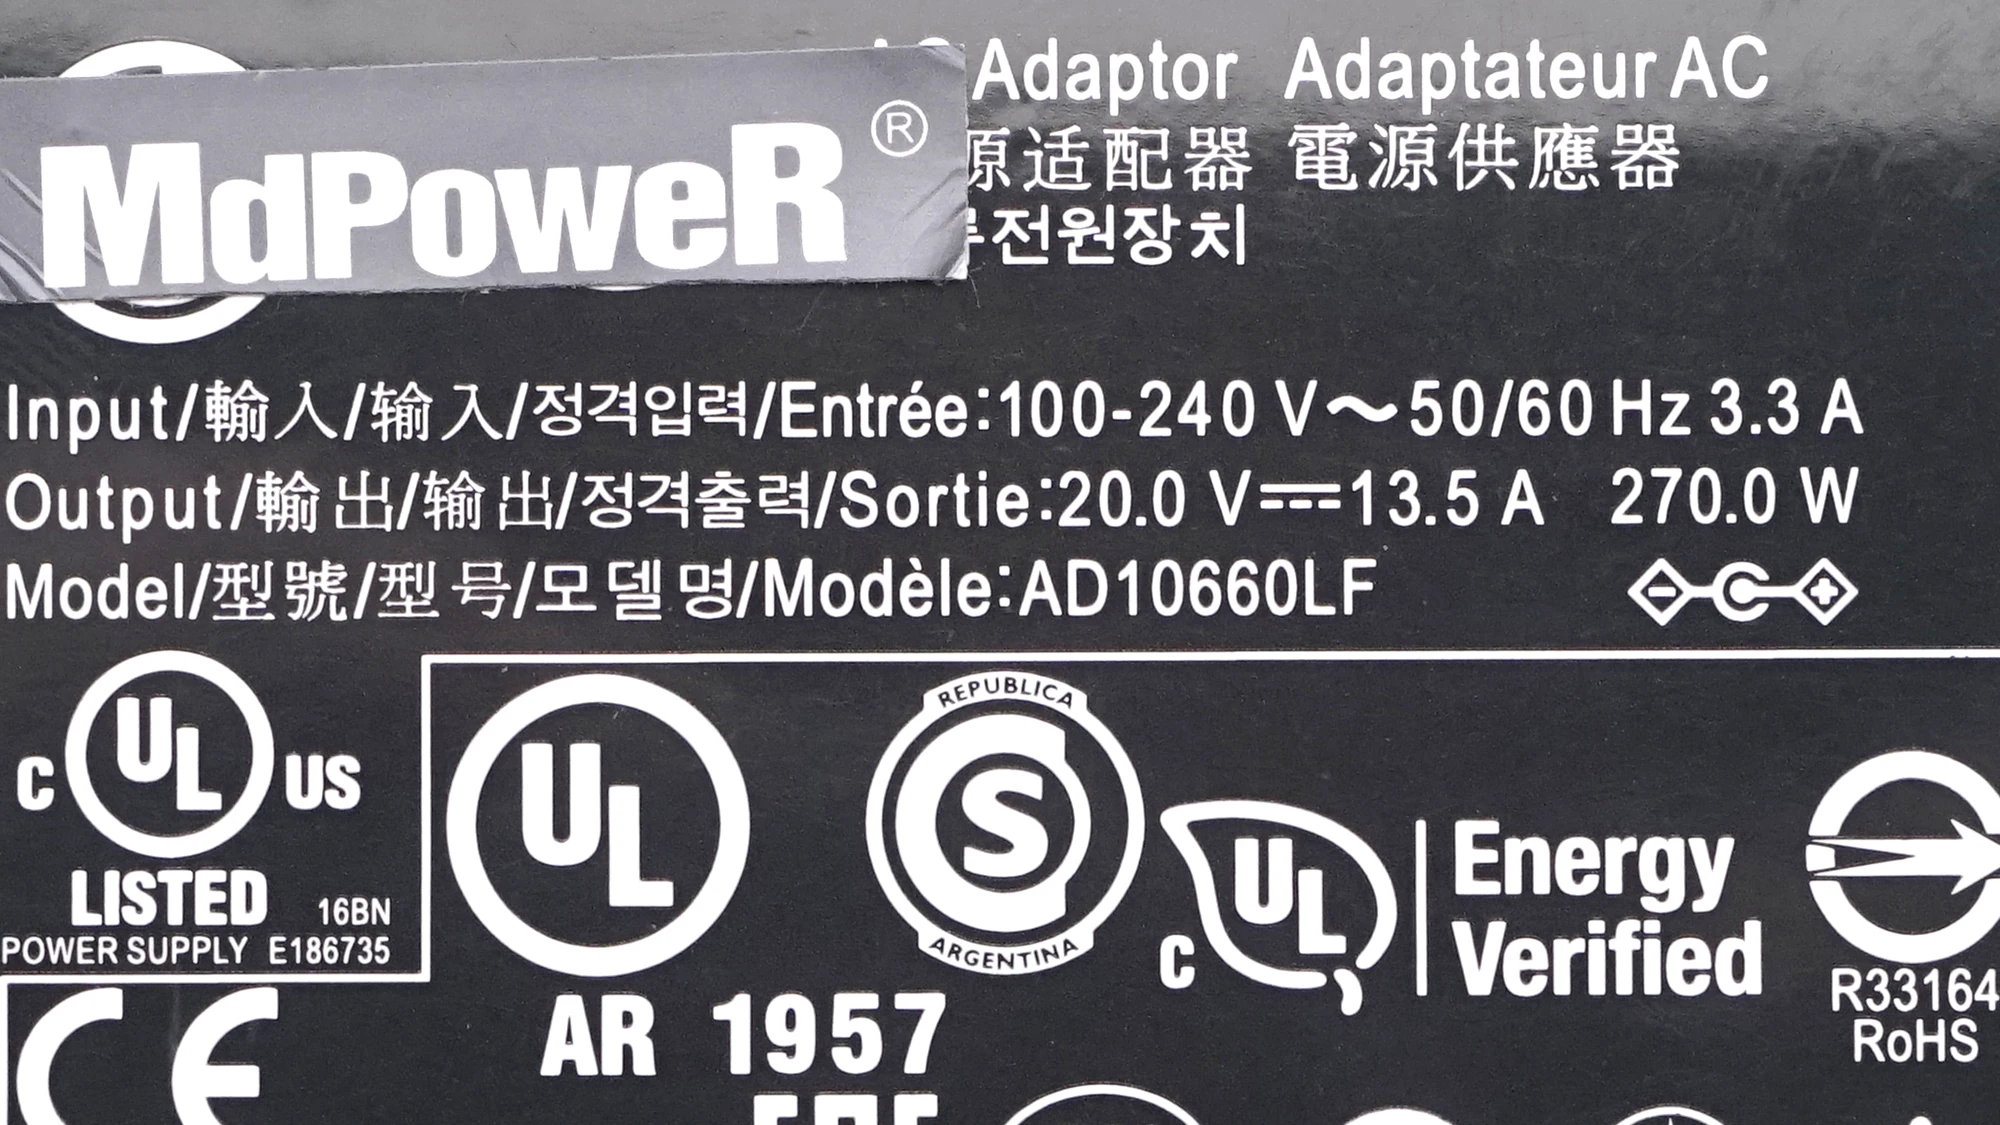 MdPoweR ®
Adaptor Adaptateur AC
源适配器 電源供應器
전원장치
Input/輸入/输入/정격입력/Entrée:100-240 V～50/60 Hz 3.3 A
Output/輸出/输出/정격출력/Sortie:20.0 V⎓13.5 A 270.0 W
Model/型號/型号/모델명/Modèle:AD10660LF
C UL US
LISTED 16BN
POWER SUPPLY E186735
UL
AR 1957
REPUBLICA
S
ARGENTINA
C UL Energy
Verified
R33164
RoHS
CE